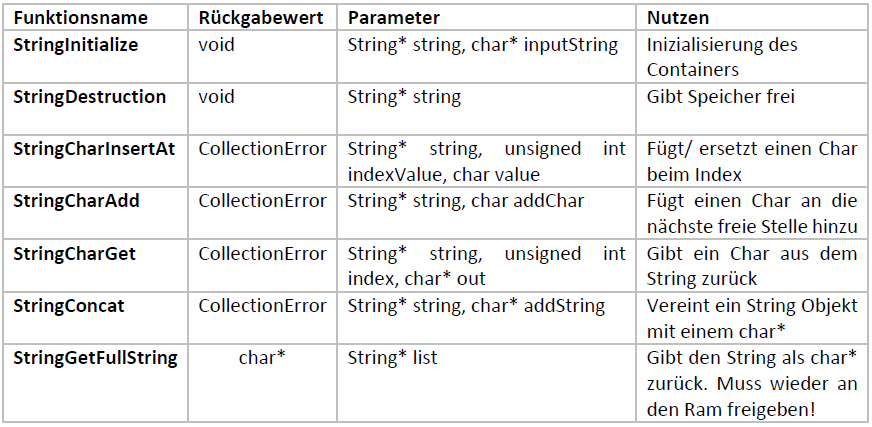 Funktionsname Rückgabewert Parameter Nutzen
StringInitialize void String* string, char* inputString Inizialisierung des
Containers
StringDestruction void String* string Gibt Speicher frei
StringCharInsertAt CollectionError String* string, unsigned int Fügt/ ersetzt einen Char
indexValue, char value beim Index
StringCharAdd CollectionError String* string, char addChar Fügt einen Char an die
nächste freie Stelle hinzu
StringCharGet CollectionError String* string, unsigned int Gibt ein Char aus dem
index, char* out String zurück
StringConcat CollectionError String* string, char* addString Vereint ein String Objekt
mit einem char*
StringGetFullString char* String* list Gibt den String als char*
zurück. Muss wieder an
den Ram freigeben!